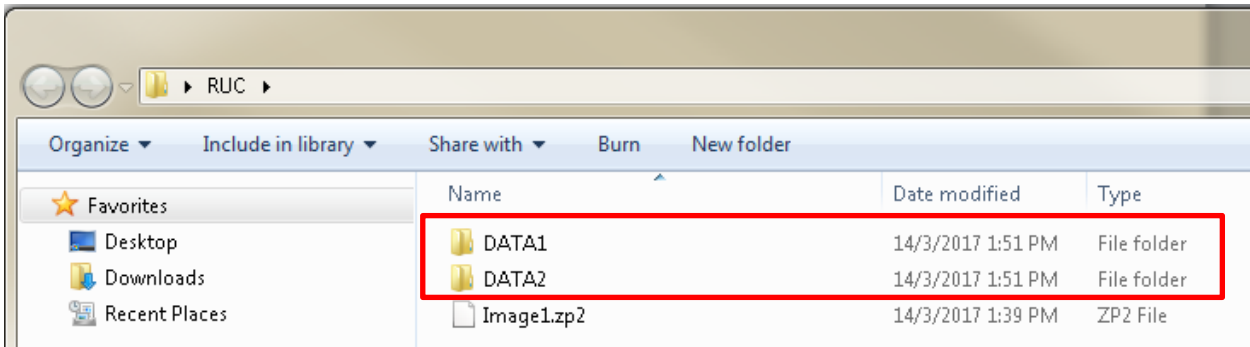 RUC
Organize Include in library Share with Burn New folder
Favorites
Desktop
Downloads
Recent Places
Name Date modified Type
DATA1 14/3/2017 1:51 PM File folder
DATA2 14/3/2017 1:51 PM File folder
Image1.zp2 14/3/2017 1:39 PM ZP2 File